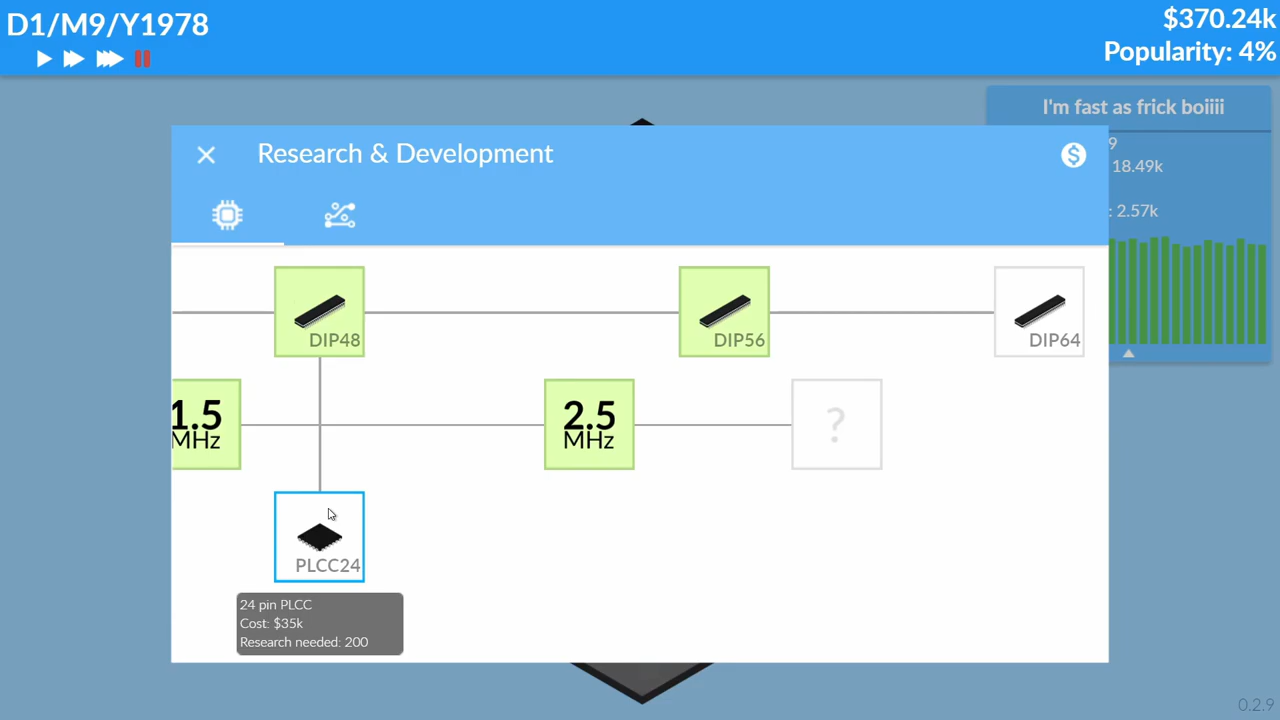 D1/M9/Y1978
$370.24k
Popularity: 4%
I'm fast as frick boiiii
9
18.49k
: 2.57k
Research & Development
$
DIP48
DIP56
DIP64
1.5
MHz
2.5
MHz
?
PLCC24
24 pin PLCC
Cost: $35k
Research needed: 200
0.2.9